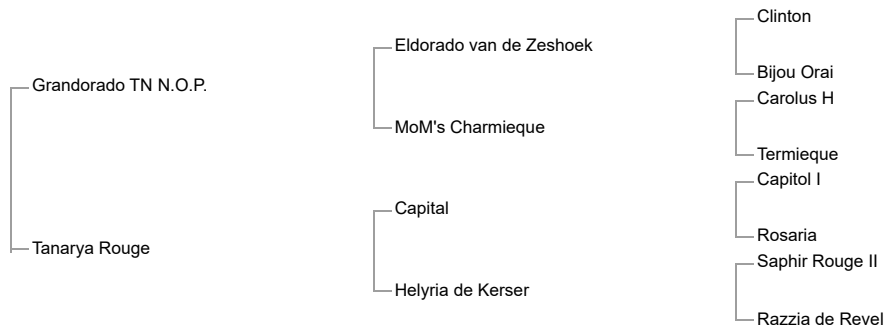 Clinton
Eldorado van de Zeshoek
Bijou Orai
Grandorado TN N.O.P.
Carolus H
MoM's Charmieque
Termieque
Capitol I
Capital
Rosaria
Tanarya Rouge
Saphir Rouge II
Helyria de Kerser
Razzia de Revel